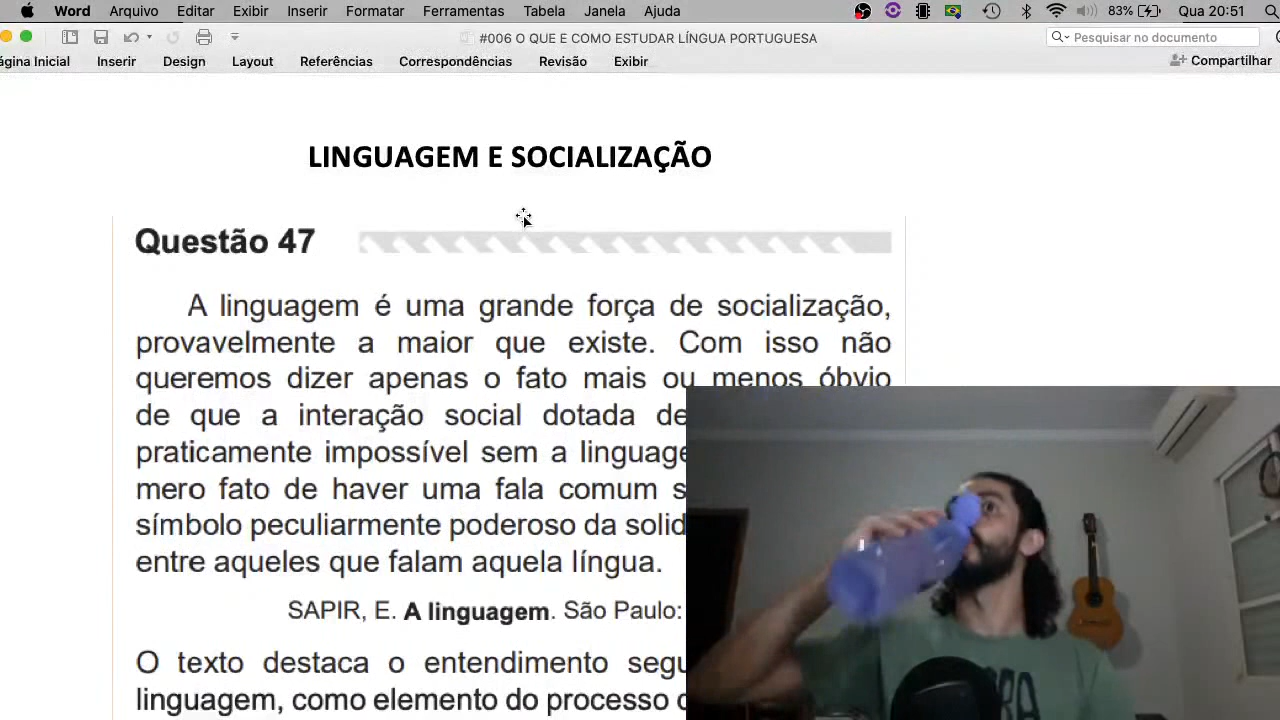 Word Arquivo Editar Exibir Inserir Formatar Ferramentas Tabela Janela Ajuda 83% Qua 20:51
#006 O QUE E COMO ESTUDAR LÍNGUA PORTUGUESA Pesquisar no documento
ágina Inicial Inserir Design Layout Referências Correspondências Revisão Exibir Compartilhar
LINGUAGEM E SOCIALIZAÇÃO
Questão 47
A linguagem é uma grande força de socialização,
provavelmente a maior que existe. Com isso não
queremos dizer apenas o fato mais ou menos óbvio
de que a interação social dotada de
praticamente impossível sem a linguage
mero fato de haver uma fala comum s
símbolo peculiarmente poderoso da solid
entre aqueles que falam aquela língua.
SAPIR, E. A linguagem. São Paulo:
O texto destaca o entendimento segu
linguagem, como elemento do processo d